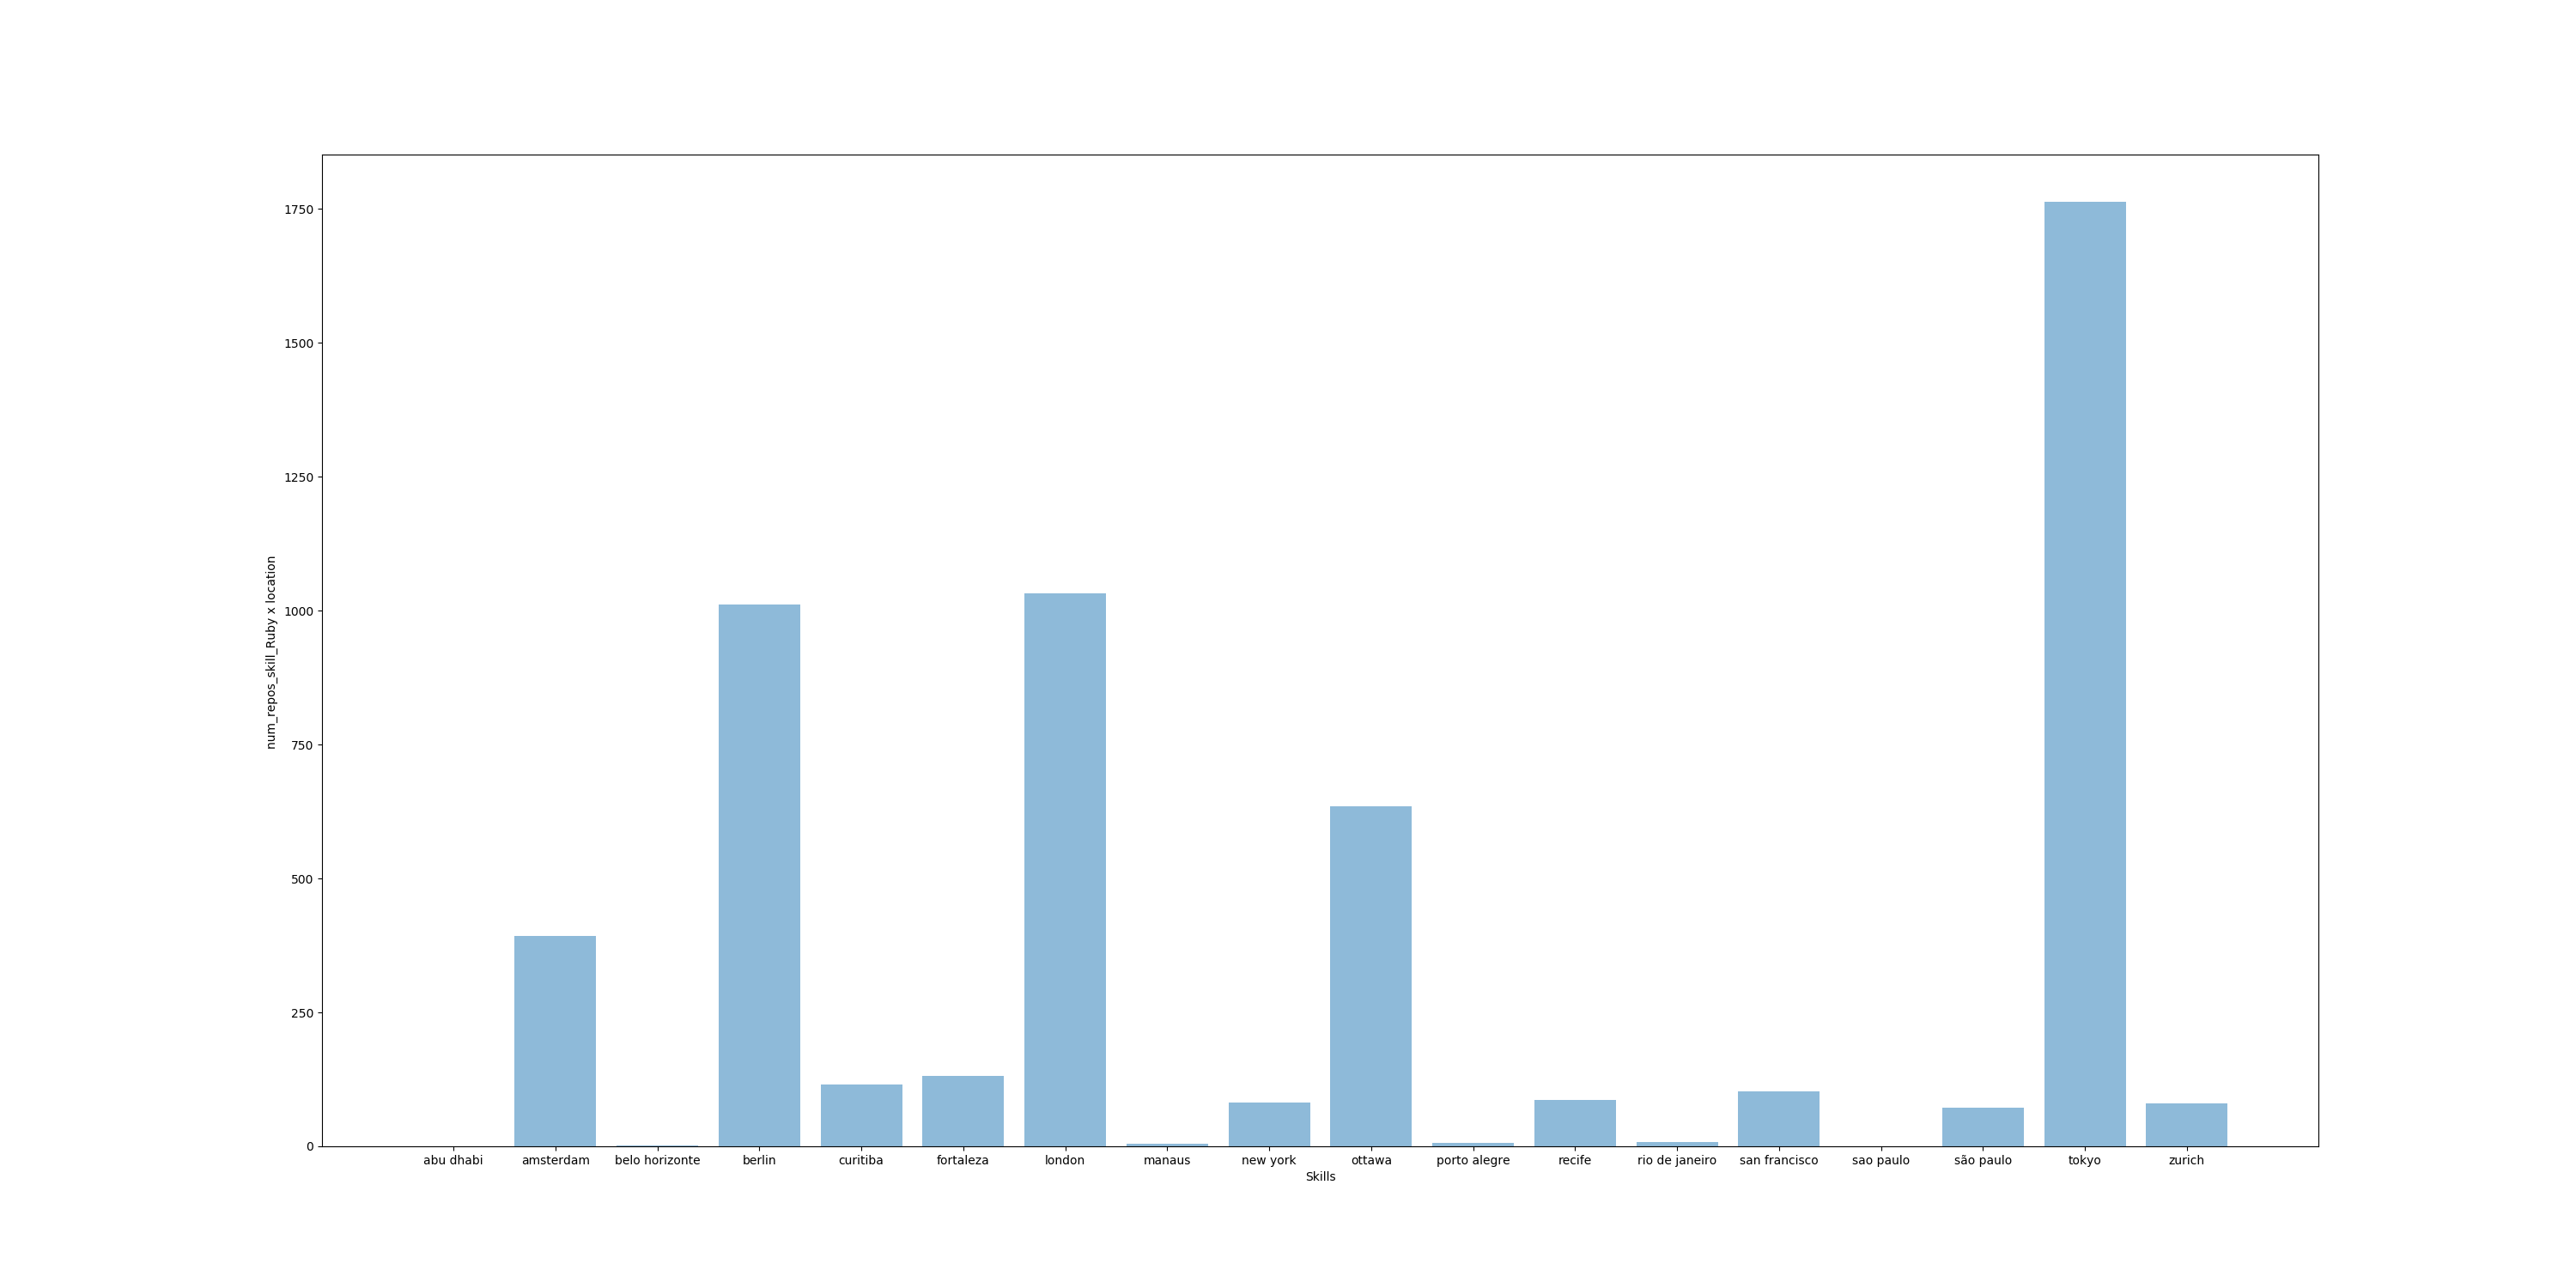 num_repos_skill_Ruby x location
1750
1500
1250
1000
750
500
250
0
abu dhabi amsterdam belo horizonte berlin curitiba fortaleza london manaus new york ottawa porto alegre recife rio de janeiro san francisco sao paulo são paulo tokyo zurich
Skills